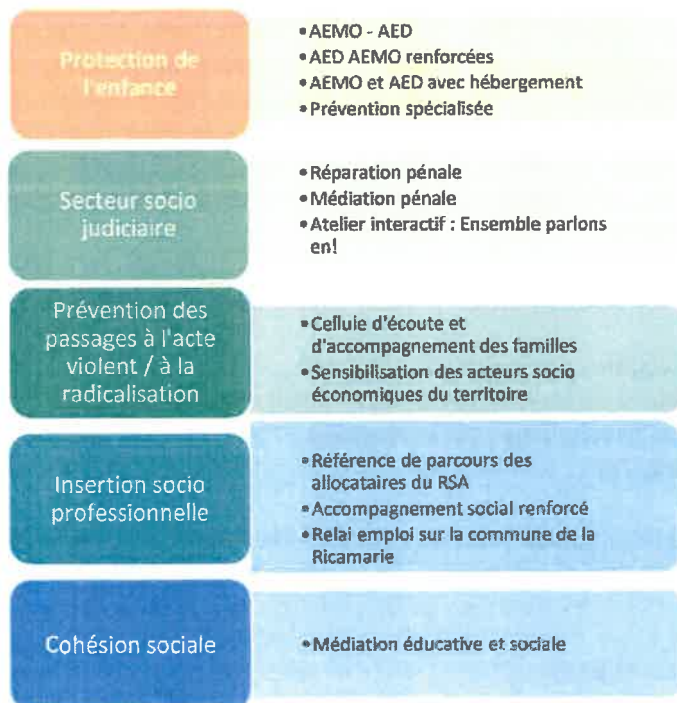 Protection de
l'enfance
• AEMO - AED
• AED AEMO renforcées
• AEMO et AED avec hébergement
• Prévention spécialisée
Secteur socio
judiciaire
• Réparation pénale
• Médiation pénale
• Atelier interactif : Ensemble parlons
en!
Prévention des
passages à l'acte
violent / à la
radicalisation
• Cellule d'écoute et
d'accompagnement des familles
• Sensibilisation des acteurs socio
économiques du territoire
Insertion socio
professionnelle
• Référence de parcours des
allocataires du RSA
• Accompagnement social renforcé
• Relai emploi sur la commune de la
Ricamarie
Cohésion sociale
• Médiation éducative et sociale